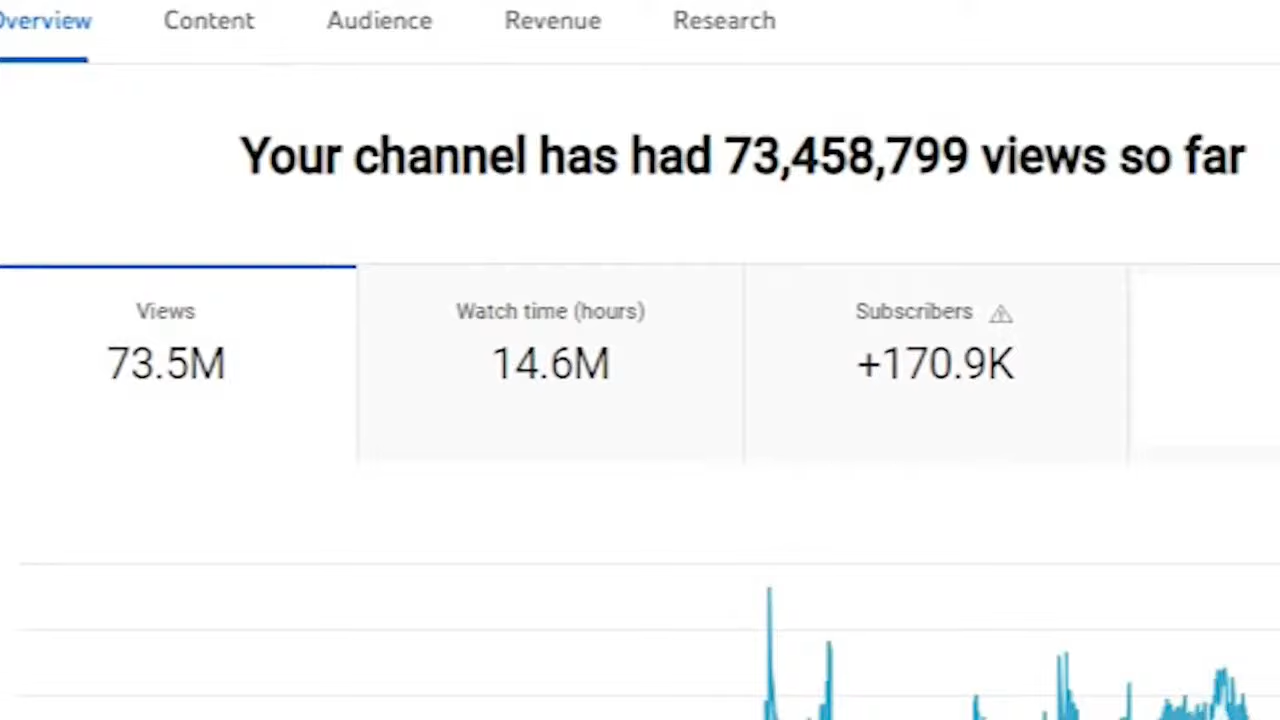 Overview Content Audience Revenue Research
Your channel has had 73,458,799 views so far
Views Watch time (hours) Subscribers
73.5M 14.6M +170.9K